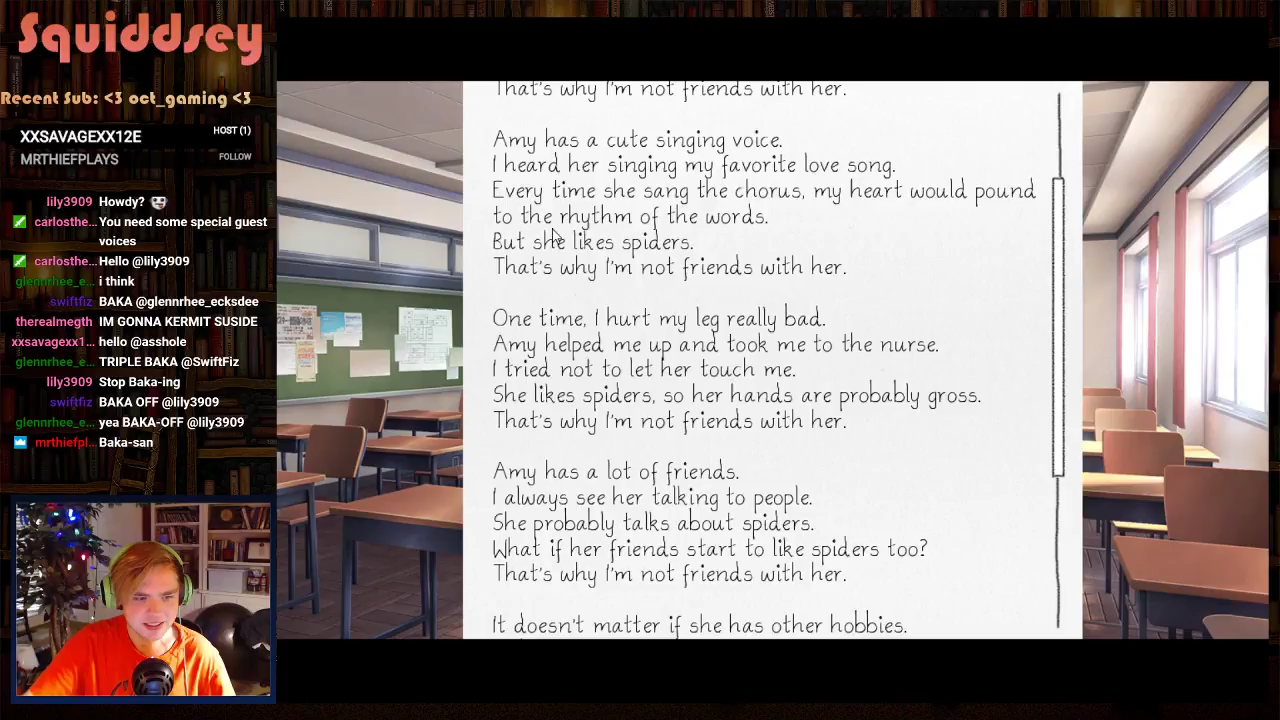 Squiddsey
Recent Sub: <3 oct_gaming <3
XXSAVAGEXX12E HOST (1)
MRTHIEFPLAYS FOLLOW
lily3909 Howdy?
carlosthe... You need some special guest
voices
carlosthe... Hello @lily3909
glennrhee_e... i think
swiftfiz BAKA @glennrhee_ecksdee
therealmegth IM GONNA KERMIT SUSIDE
xxsavagexx1... hello @asshole
glennrhee_e... TRIPLE BAKA @SwiftFiz
lily3909 Stop Baka-ing
swiftfiz BAKA OFF @lily3909
glennrhee_e... yea BAKA-OFF @lily3909
mrthiefpl... Baka-san
That's why I'm not friends with her.
Amy has a cute singing voice.
I heard her singing my favorite love song.
Every time she sang the chorus, my heart would pound
to the rhythm of the words.
But she likes spiders.
That's why I'm not friends with her.
One time, I hurt my leg really bad.
Amy helped me up and took me to the nurse.
I tried not to let her touch me.
She likes spiders, so her hands are probably gross.
That's why I'm not friends with her.
Amy has a lot of friends.
I always see her talking to people.
She probably talks about spiders.
What if her friends start to like spiders too?
That's why I'm not friends with her.
It doesn't matter if she has other hobbies.